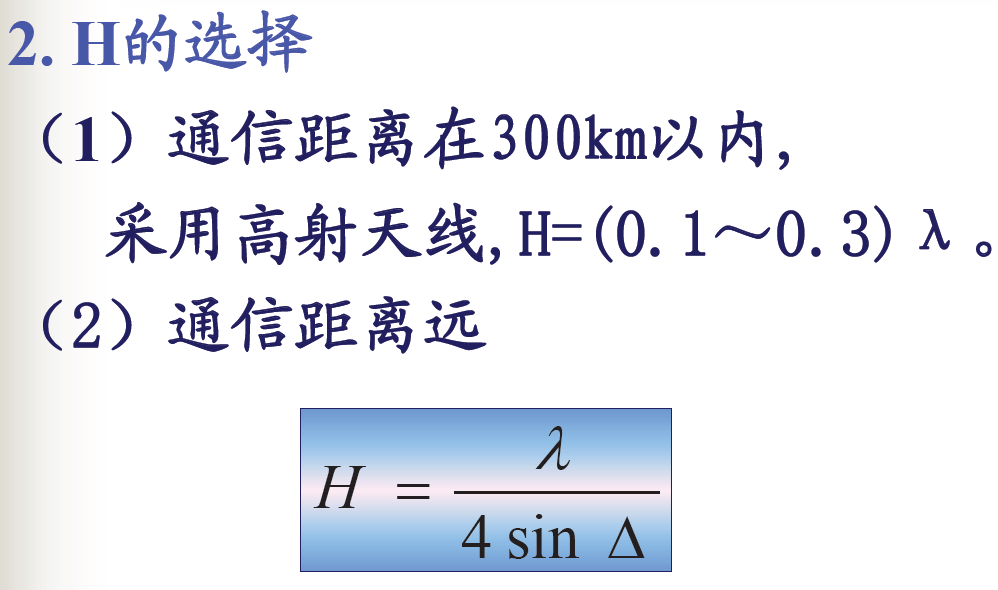 2. H的选择
（1）通信距离在300km以内,
采用高射天线,H=(0.1～0.3)λ。
（2）通信距离远
H = λ / (4 sin Δ)